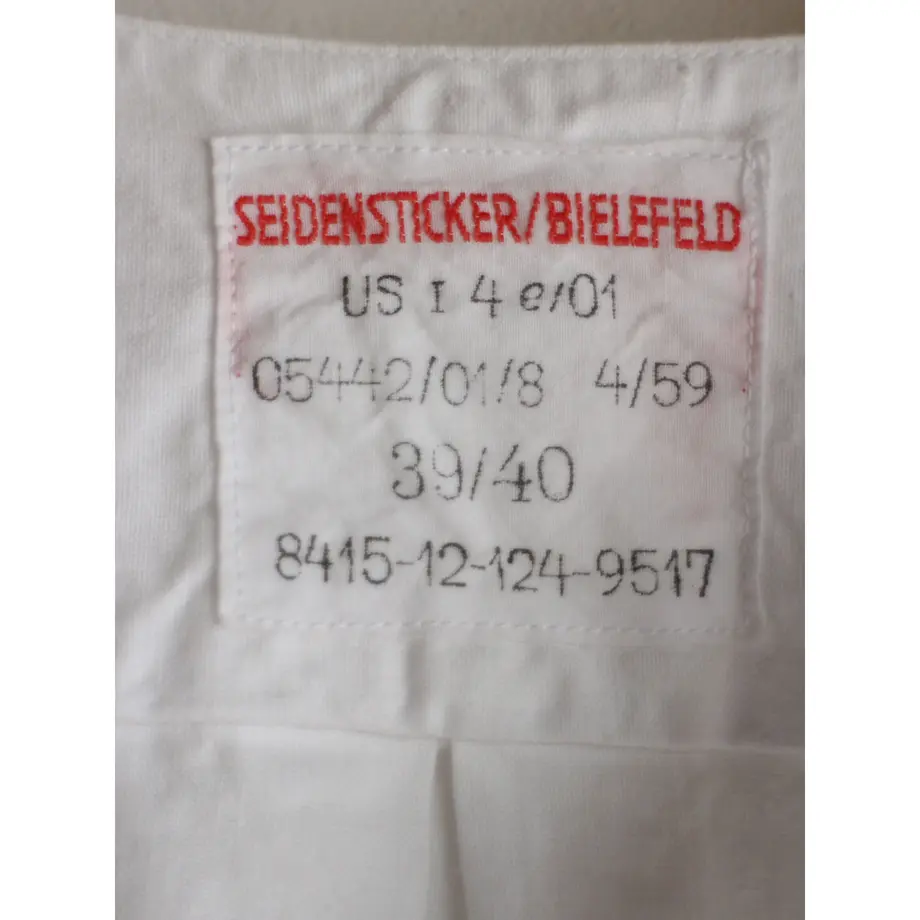 SEIDENSTICKER/BIELEFELD
US I 4 e/01
05442/01/8 4/59
39/40
8415-12-124-9517